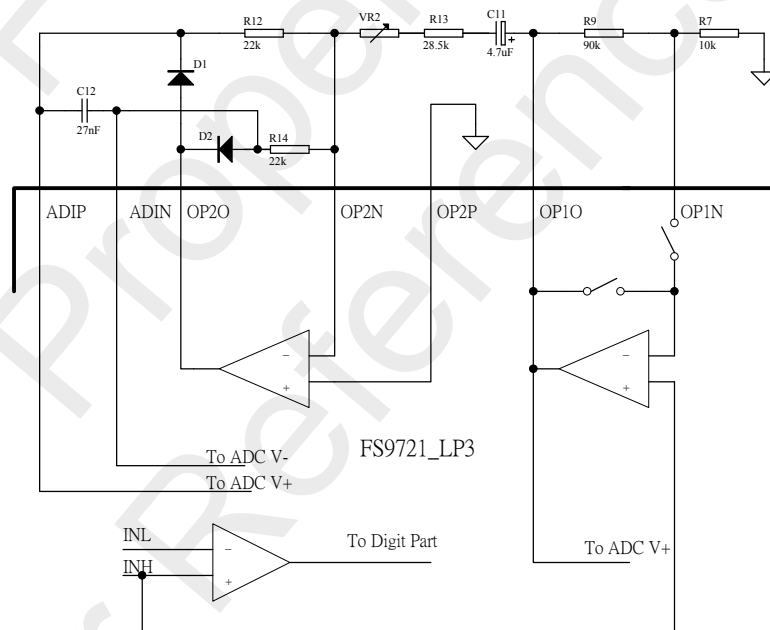 R12
22k
VR2
R13
28.5k
C11
4.7uF
+
R9
90k
R7
10k
D1
C12
27nF
D2
R14
22k
ADIP
ADIN
OP2O
OP2N
OP2P
OP1O
OP1N
−
+
−
+
FS9721_LP3
To ADC V-
To ADC V+
INL
INH
−
+
To Digit Part
To ADC V+